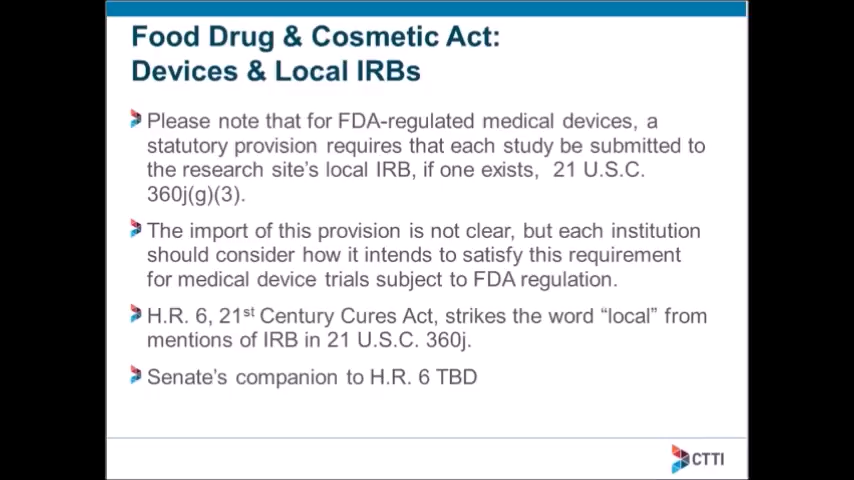 Food Drug & Cosmetic Act:
Devices & Local IRBs
Please note that for FDA-regulated medical devices, a
statutory provision requires that each study be submitted to
the research site's local IRB, if one exists, 21 U.S.C.
360j(g)(3).
The import of this provision is not clear, but each institution
should consider how it intends to satisfy this requirement
for medical device trials subject to FDA regulation.
H.R. 6, 21st Century Cures Act, strikes the word “local” from
mentions of IRB in 21 U.S.C. 360j.
Senate's companion to H.R. 6 TBD
CTTI